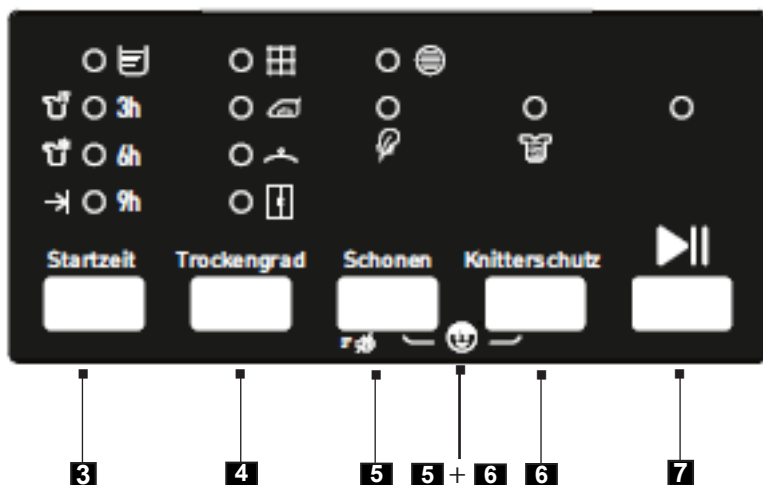 3h
6h
9h
Startzeit Trockengrad Schonen Knitterschutz
3 4 5 5 + 6 6 7